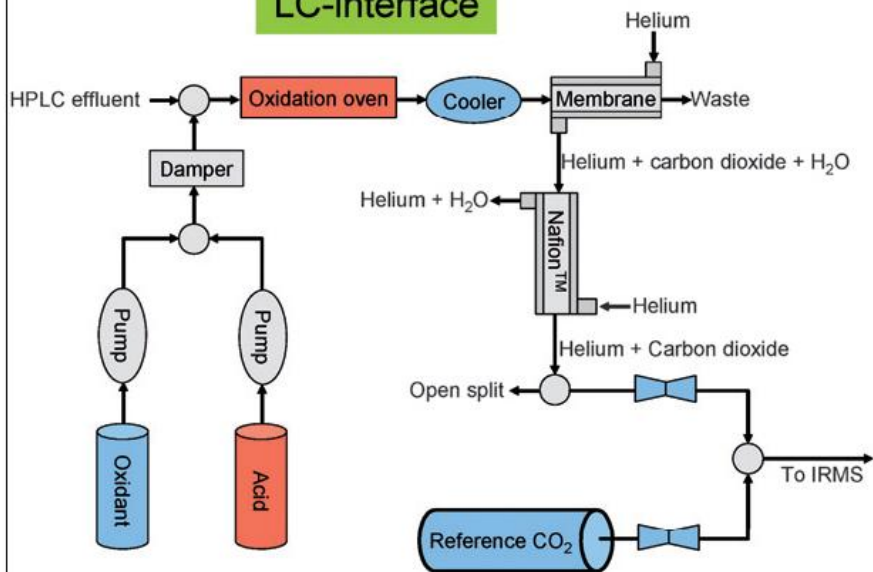 LC-Interface
Helium
HPLC effluent
Oxidation oven
Cooler
Membrane
Waste
Damper
Helium + carbon dioxide + H₂O
Helium + H₂O
Nafion™
Helium
Pump
Pump
Helium + Carbon dioxide
Open split
Oxidant
Acid
To IRMS
Reference CO₂